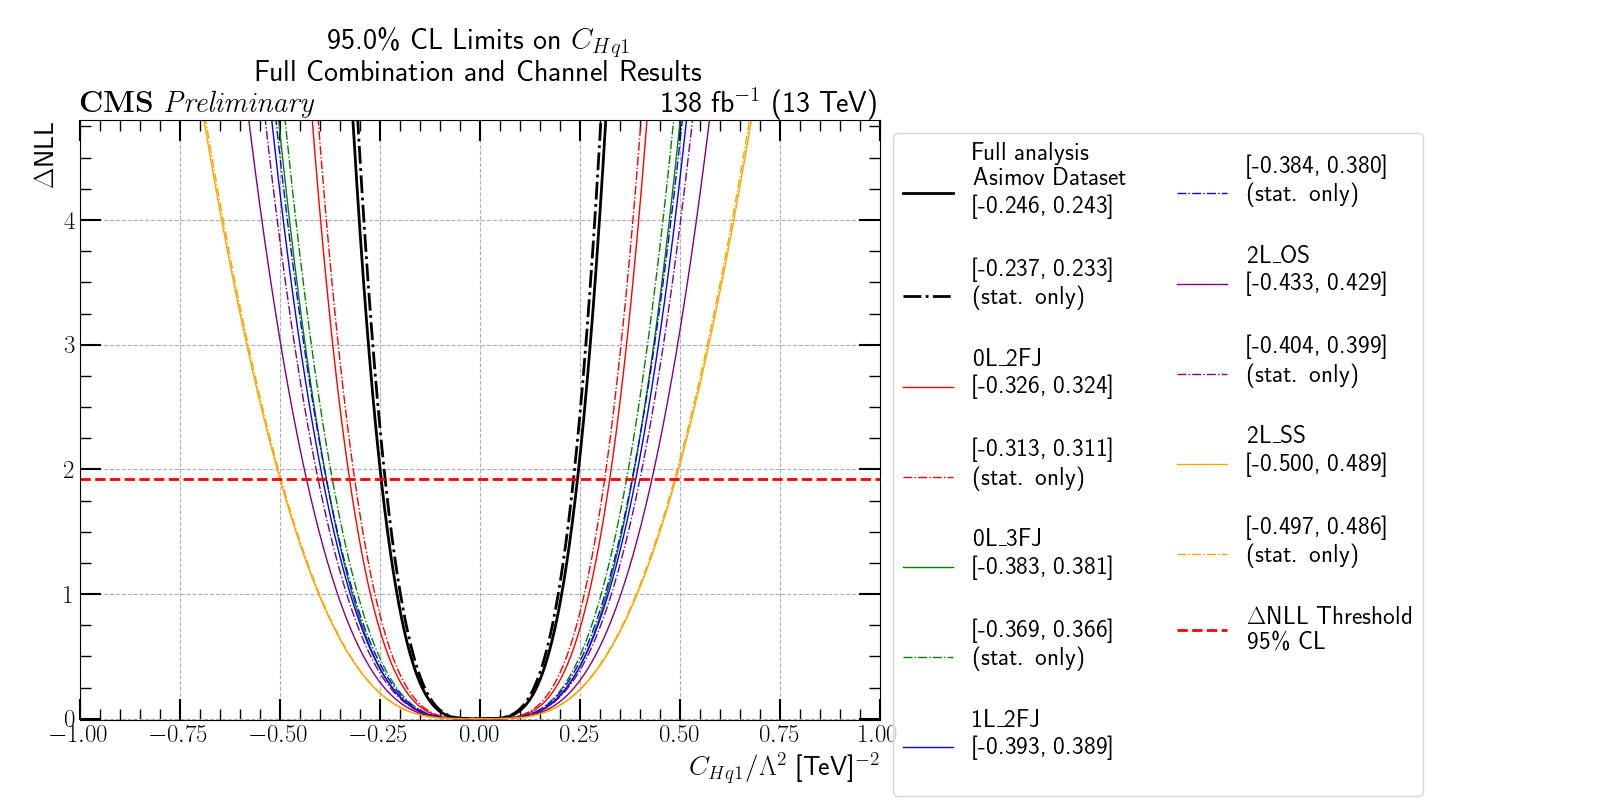 95.0% CL Limits on C_{Hq1}
Full Combination and Channel Results
CMS Preliminary
138 fb⁻¹ (13 TeV)
ΔNLL
4
3
2
1
0
−1.00
−0.75
−0.50
−0.25
0.00
0.25
0.50
0.75
1.00
C_{Hq1}/Λ² [TeV]⁻²
Full analysis
Asimov Dataset
[-0.246, 0.243]
[-0.237, 0.233]
(stat. only)
0L_2FJ
[-0.326, 0.324]
[-0.313, 0.311]
(stat. only)
0L_3FJ
[-0.383, 0.381]
[-0.369, 0.366]
(stat. only)
1L_2FJ
[-0.393, 0.389]
[-0.384, 0.380]
(stat. only)
2L_OS
[-0.433, 0.429]
[-0.404, 0.399]
(stat. only)
2L_SS
[-0.500, 0.489]
[-0.497, 0.486]
(stat. only)
ΔNLL Threshold
95% CL